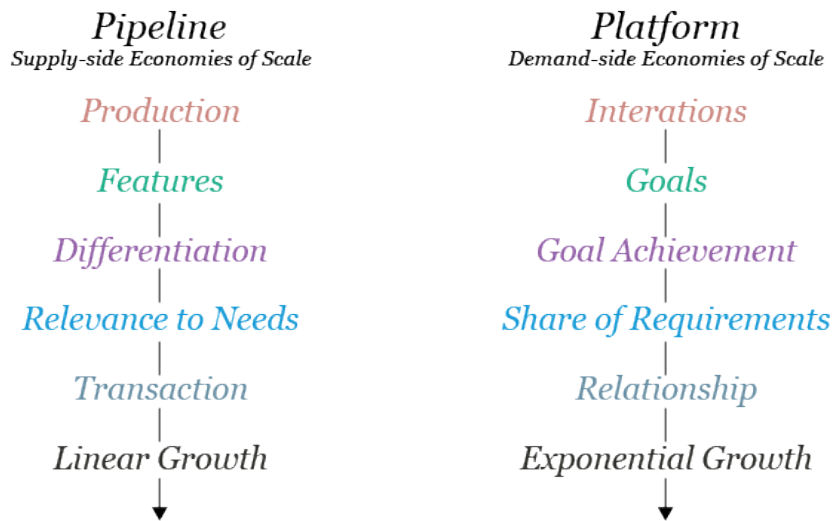 Pipeline
Supply-side Economies of Scale
Production
Features
Differentiation
Relevance to Needs
Transaction
Linear Growth
Platform
Demand-side Economies of Scale
Interations
Goals
Goal Achievement
Share of Requirements
Relationship
Exponential Growth